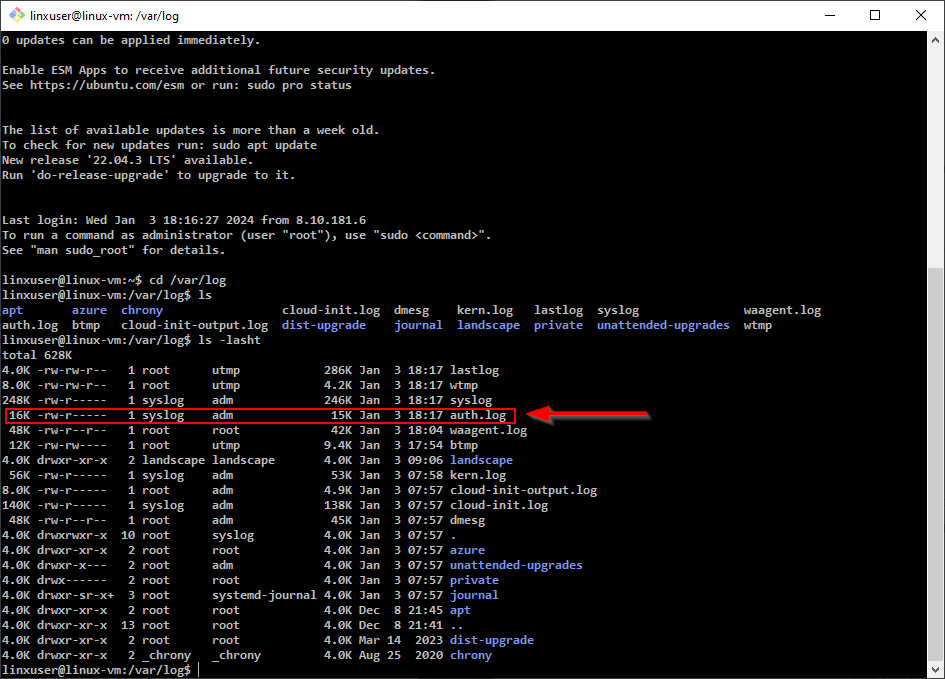 linxuser@linux-vm: /var/log
0 updates can be applied immediately.
Enable ESM Apps to receive additional future security updates.
See https://ubuntu.com/esm or run: sudo pro status
The list of available updates is more than a week old.
To check for new updates run: sudo apt update
New release '22.04.3 LTS' available.
Run 'do-release-upgrade' to upgrade to it.
Last login: Wed Jan  3 18:16:27 2024 from 8.10.181.6
To run a command as administrator (user "root"), use "sudo <command>".
See "man sudo_root" for details.
linxuser@linux-vm:~$ cd /var/log
linxuser@linux-vm:/var/log$ ls
apt       azure  chrony                 cloud-init.log  dmesg    kern.log   lastlog  syslog               waagent.log
auth.log  btmp   cloud-init-output.log  dist-upgrade    journal  landscape  private  unattended-upgrades  wtmp
linxuser@linux-vm:/var/log$ ls -lasht
total 628K
4.0K -rw-rw-r--   1 root      utmp            286K Jan  3 18:17 lastlog
8.0K -rw-rw-r--   1 root      utmp            4.2K Jan  3 18:17 wtmp
248K -rw-r-----   1 syslog    adm             246K Jan  3 18:17 syslog
 16K -rw-r-----   1 syslog    adm              15K Jan  3 18:17 auth.log
 48K -rw-r--r--   1 root      root             42K Jan  3 18:04 waagent.log
 12K -rw-rw----   1 root      utmp            9.4K Jan  3 17:54 btmp
4.0K drwxr-xr-x   2 landscape landscape       4.0K Jan  3 09:06 landscape
 56K -rw-r-----   1 syslog    adm              53K Jan  3 07:58 kern.log
8.0K -rw-r-----   1 root      adm             4.9K Jan  3 07:57 cloud-init-output.log
140K -rw-r-----   1 syslog    adm             138K Jan  3 07:57 cloud-init.log
 48K -rw-r--r--   1 root      adm              45K Jan  3 07:57 dmesg
4.0K drwxrwxr-x  10 root      syslog          4.0K Jan  3 07:57 .
4.0K drwxr-xr-x   2 root      root            4.0K Jan  3 07:57 azure
4.0K drwxr-x---   2 root      adm             4.0K Jan  3 07:57 unattended-upgrades
4.0K drwx------   2 root      root            4.0K Jan  3 07:57 private
4.0K drwxr-sr-x+  3 root      systemd-journal 4.0K Jan  3 07:57 journal
4.0K drwxr-xr-x   2 root      root            4.0K Dec  8 21:45 apt
4.0K drwxr-xr-x  13 root      root            4.0K Dec  8 21:44 ..
4.0K drwxr-xr-x   2 root      root            4.0K Mar 14  2023 dist-upgrade
4.0K drwxr-xr-x   2 _chrony   _chrony         4.0K Aug 25  2020 chrony
linxuser@linux-vm:/var/log$